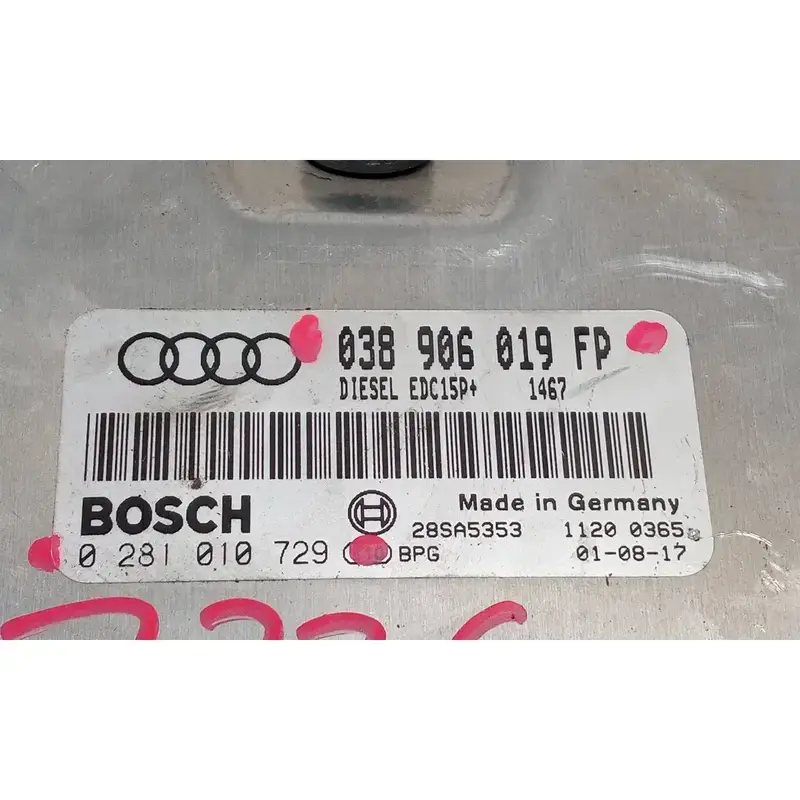 038 906 019 FP
DIESEL EDC15P+ 1467
BOSCH
Made in Germany
28SA5353 1120 0365
0 281 010 729 BPG 01-08-17